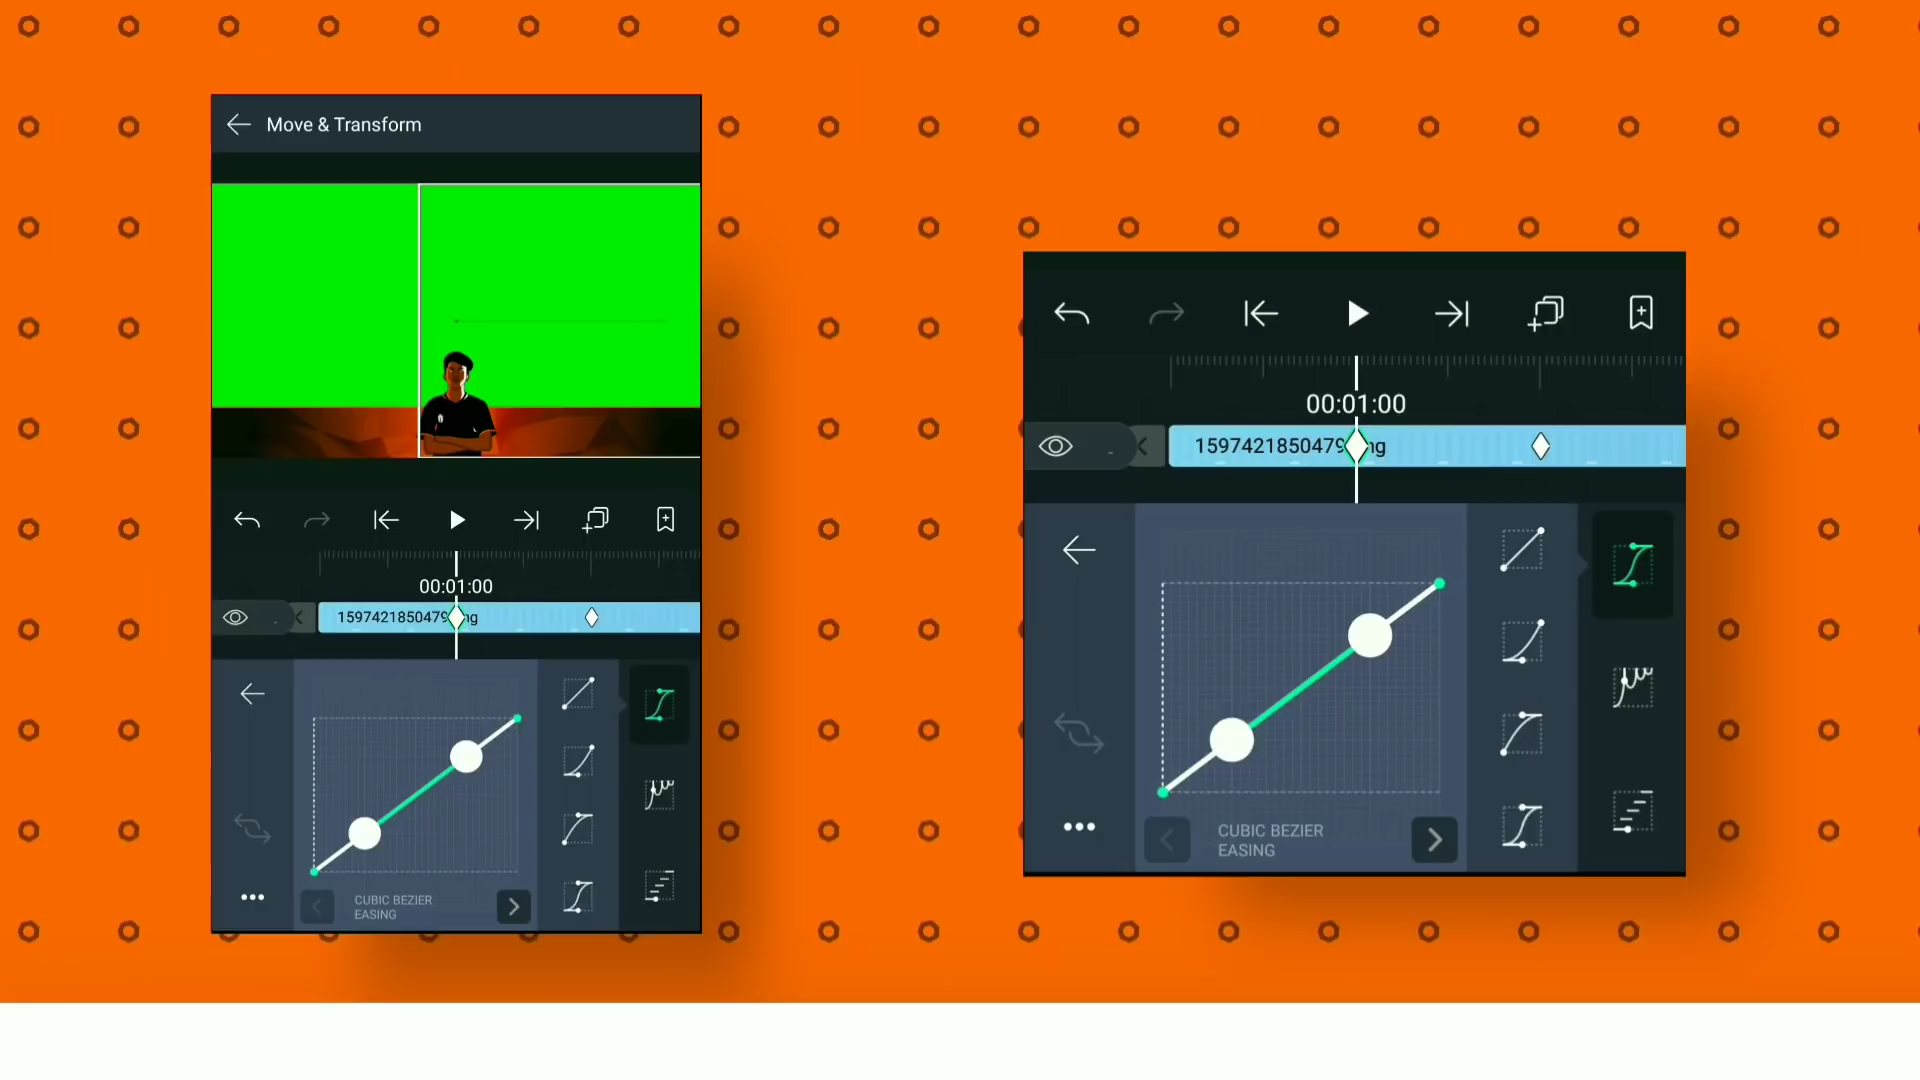 Move & Transform
00:01:00
1597421850479 ng
CUBIC BEZIER
EASING
00:01:00
1597421850479 ng
CUBIC BEZIER
EASING